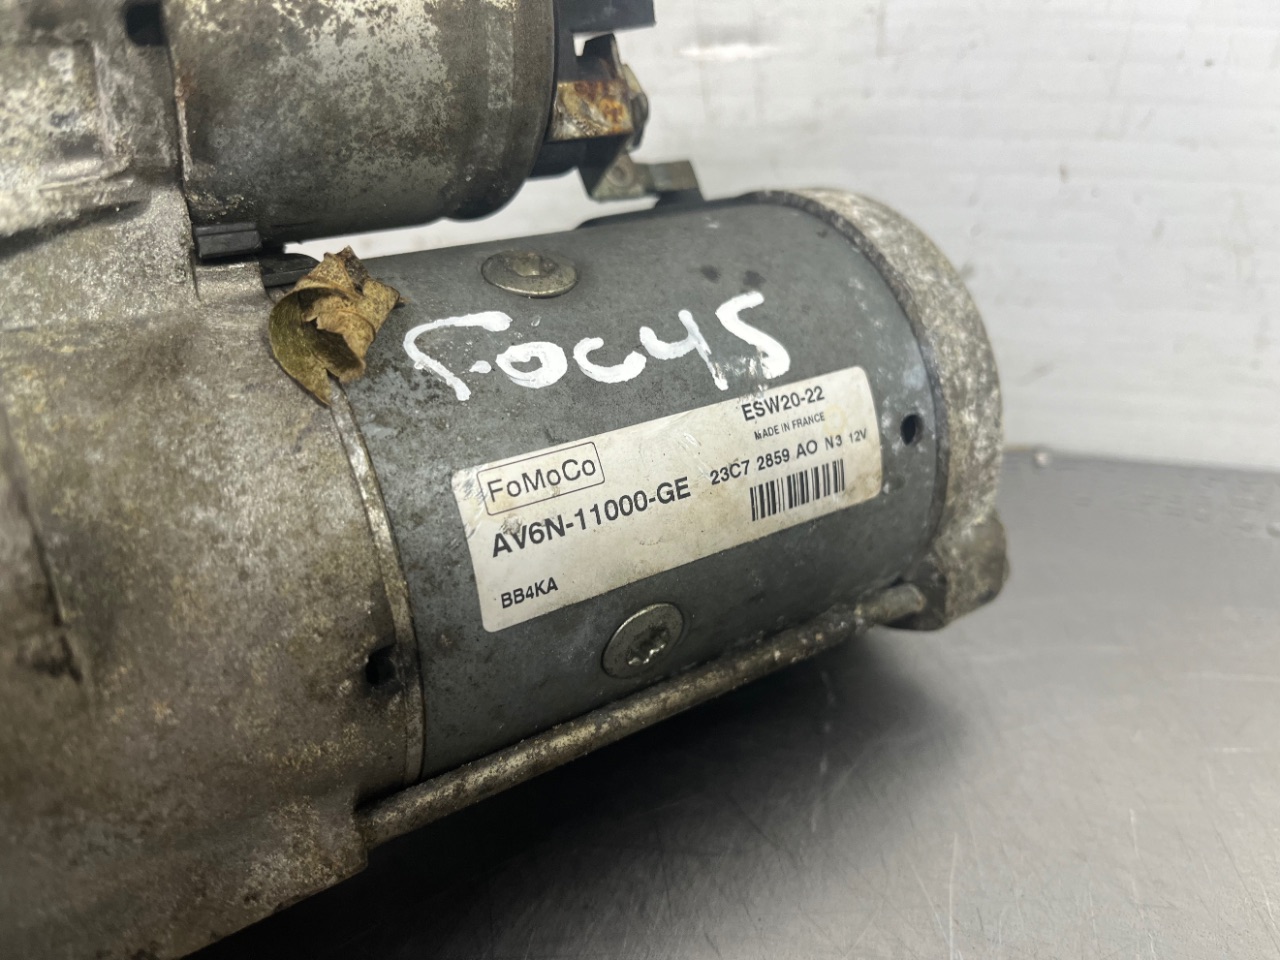 FOCUS
ESW20-22
MADE IN FRANCE
FoMoCo
AV6N-11000-GE 23C7 2859 AO N3 12V
BB4KA